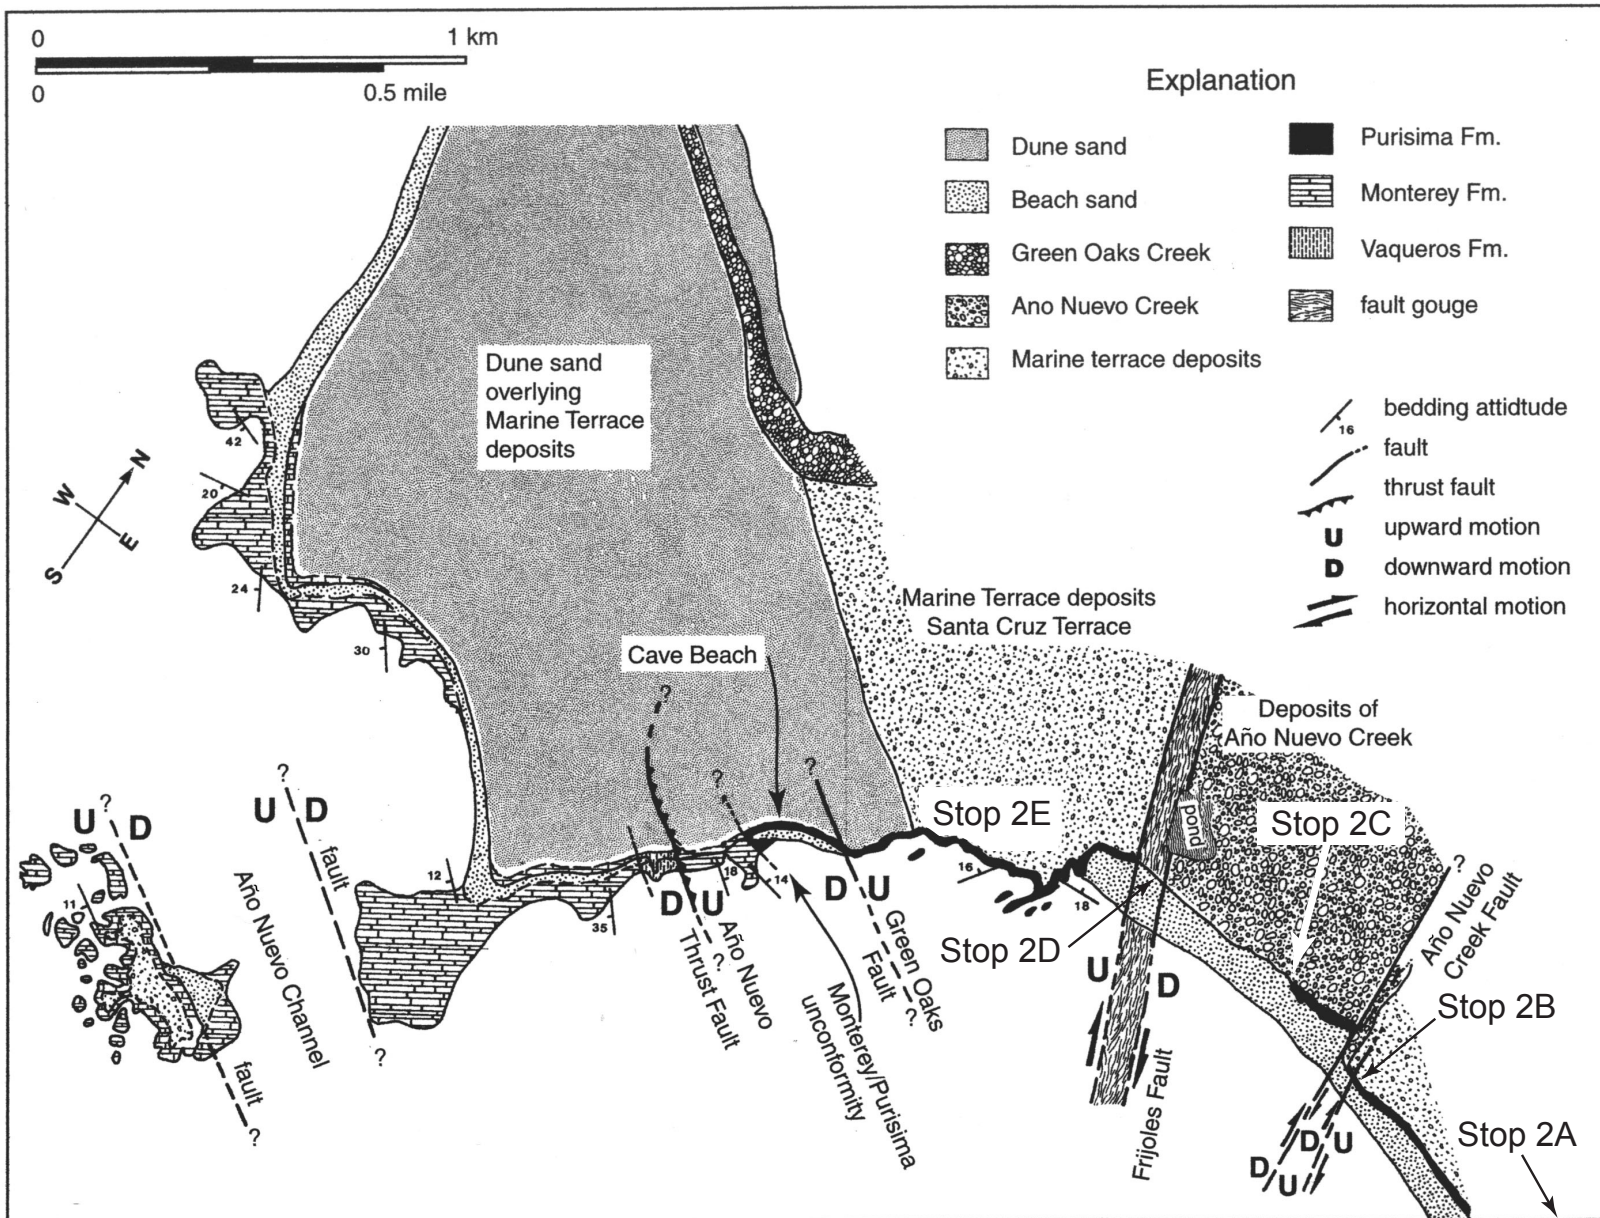 0
1 km
0
0.5 mile
Explanation
Dune sand
Beach sand
Green Oaks Creek
Ano Nuevo Creek
Marine terrace deposits
Purisima Fm.
Monterey Fm.
Vaqueros Fm.
fault gouge
bedding attidtude
16
fault
thrust fault
U
upward motion
D
downward motion
horizontal motion
N
W
E
S
Dune sand
overlying
Marine Terrace
deposits
42
20
24
30
Marine Terrace deposits
Santa Cruz Terrace
Cave Beach
?
?
?
Deposits of
Año Nuevo Creek
pond
Stop 2E
Stop 2C
Stop 2D
Stop 2B
Stop 2A
?
U D
fault
?
Año Nuevo Channel
?
U D
11
fault
?
12
35
18
14
16
18
D U
Año Nuevo
Thrust Fault
?
D U
Green Oaks
Fault
?
Monterey/Purisima
unconformity
U
D
Frijoles Fault
?
Año Nuevo
Creek Fault
D
U
D
U